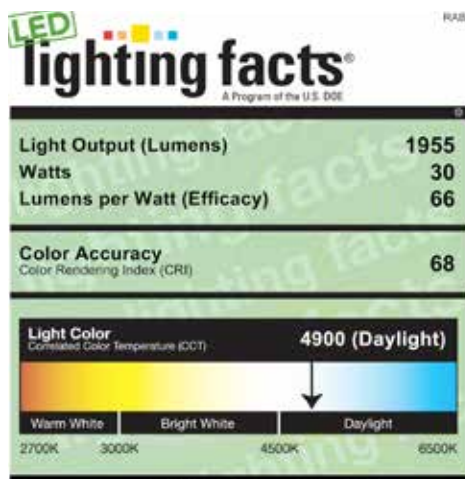 LED
RAB
lighting facts®
A Program of the U.S. DOE
Light Output (Lumens) 1955
Watts 30
Lumens per Watt (Efficacy) 66
Color Accuracy 68
Color Rendering Index (CRI)
Light Color 4900 (Daylight)
Correlated Color Temperature (CCT)
Warm White Bright White Daylight
2700K 3000K 4500K 6500K